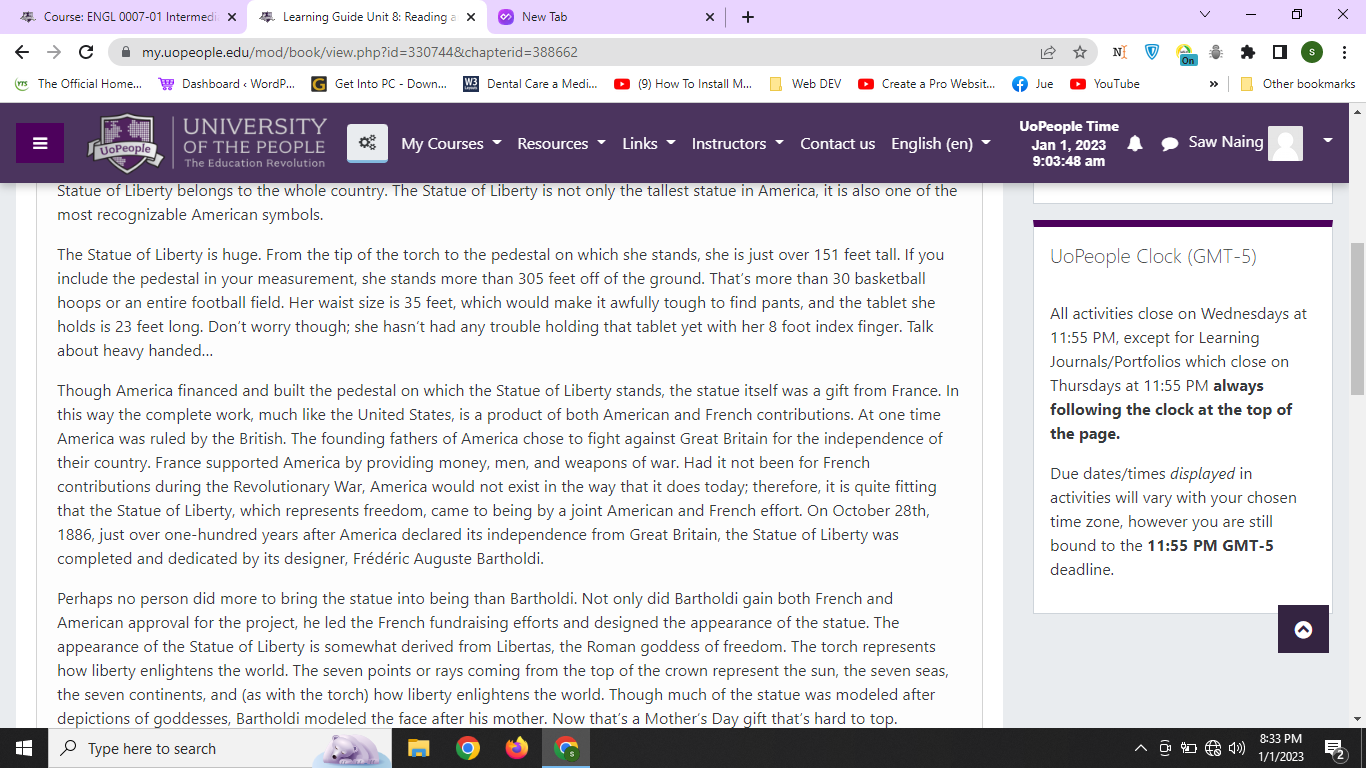 Course: ENGL 0007-01 Intermedi
Learning Guide Unit 8: Reading a
New Tab
my.uopeople.edu/mod/book/view.php?id=330744&chapterid=388662
On
The Official Home...
Dashboard ‹ WordP...
Get Into PC - Down...
Dental Care a Medi...
(9) How To Install M...
Web DEV
Create a Pro Websit...
Jue
YouTube
»
Other bookmarks
UoPeople
UNIVERSITY
OF THE PEOPLE
The Education Revolution
My Courses
Resources
Links
Instructors
Contact us
English (en)
UoPeople Time
Jan 1, 2023
9:03:48 am
Saw Naing
Statue of Liberty belongs to the whole country. The Statue of Liberty is not only the tallest statue in America, it is also one of the
most recognizable American symbols.
The Statue of Liberty is huge. From the tip of the torch to the pedestal on which she stands, she is just over 151 feet tall. If you
include the pedestal in your measurement, she stands more than 305 feet off of the ground. That's more than 30 basketball
hoops or an entire football field. Her waist size is 35 feet, which would make it awfully tough to find pants, and the tablet she
holds is 23 feet long. Don't worry though; she hasn't had any trouble holding that tablet yet with her 8 foot index finger. Talk
about heavy handed...
Though America financed and built the pedestal on which the Statue of Liberty stands, the statue itself was a gift from France. In
this way the complete work, much like the United States, is a product of both American and French contributions. At one time
America was ruled by the British. The founding fathers of America chose to fight against Great Britain for the independence of
their country. France supported America by providing money, men, and weapons of war. Had it not been for French
contributions during the Revolutionary War, America would not exist in the way that it does today; therefore, it is quite fitting
that the Statue of Liberty, which represents freedom, came to being by a joint American and French effort. On October 28th,
1886, just over one-hundred years after America declared its independence from Great Britain, the Statue of Liberty was
completed and dedicated by its designer, Frédéric Auguste Bartholdi.
Perhaps no person did more to bring the statue into being than Bartholdi. Not only did Bartholdi gain both French and
American approval for the project, he led the French fundraising efforts and designed the appearance of the statue. The
appearance of the Statue of Liberty is somewhat derived from Libertas, the Roman goddess of freedom. The torch represents
how liberty enlightens the world. The seven points or rays coming from the top of the crown represent the sun, the seven seas,
the seven continents, and (as with the torch) how liberty enlightens the world. Though much of the statue was modeled after
depictions of goddesses, Bartholdi modeled the face after his mother. Now that's a Mother's Day gift that's hard to top.
UoPeople Clock (GMT-5)
All activities close on Wednesdays at
11:55 PM, except for Learning
Journals/Portfolios which close on
Thursdays at 11:55 PM always
following the clock at the top of
the page.
Due dates/times displayed in
activities will vary with your chosen
time zone, however you are still
bound to the 11:55 PM GMT-5
deadline.
Type here to search
8:33 PM
1/1/2023
2